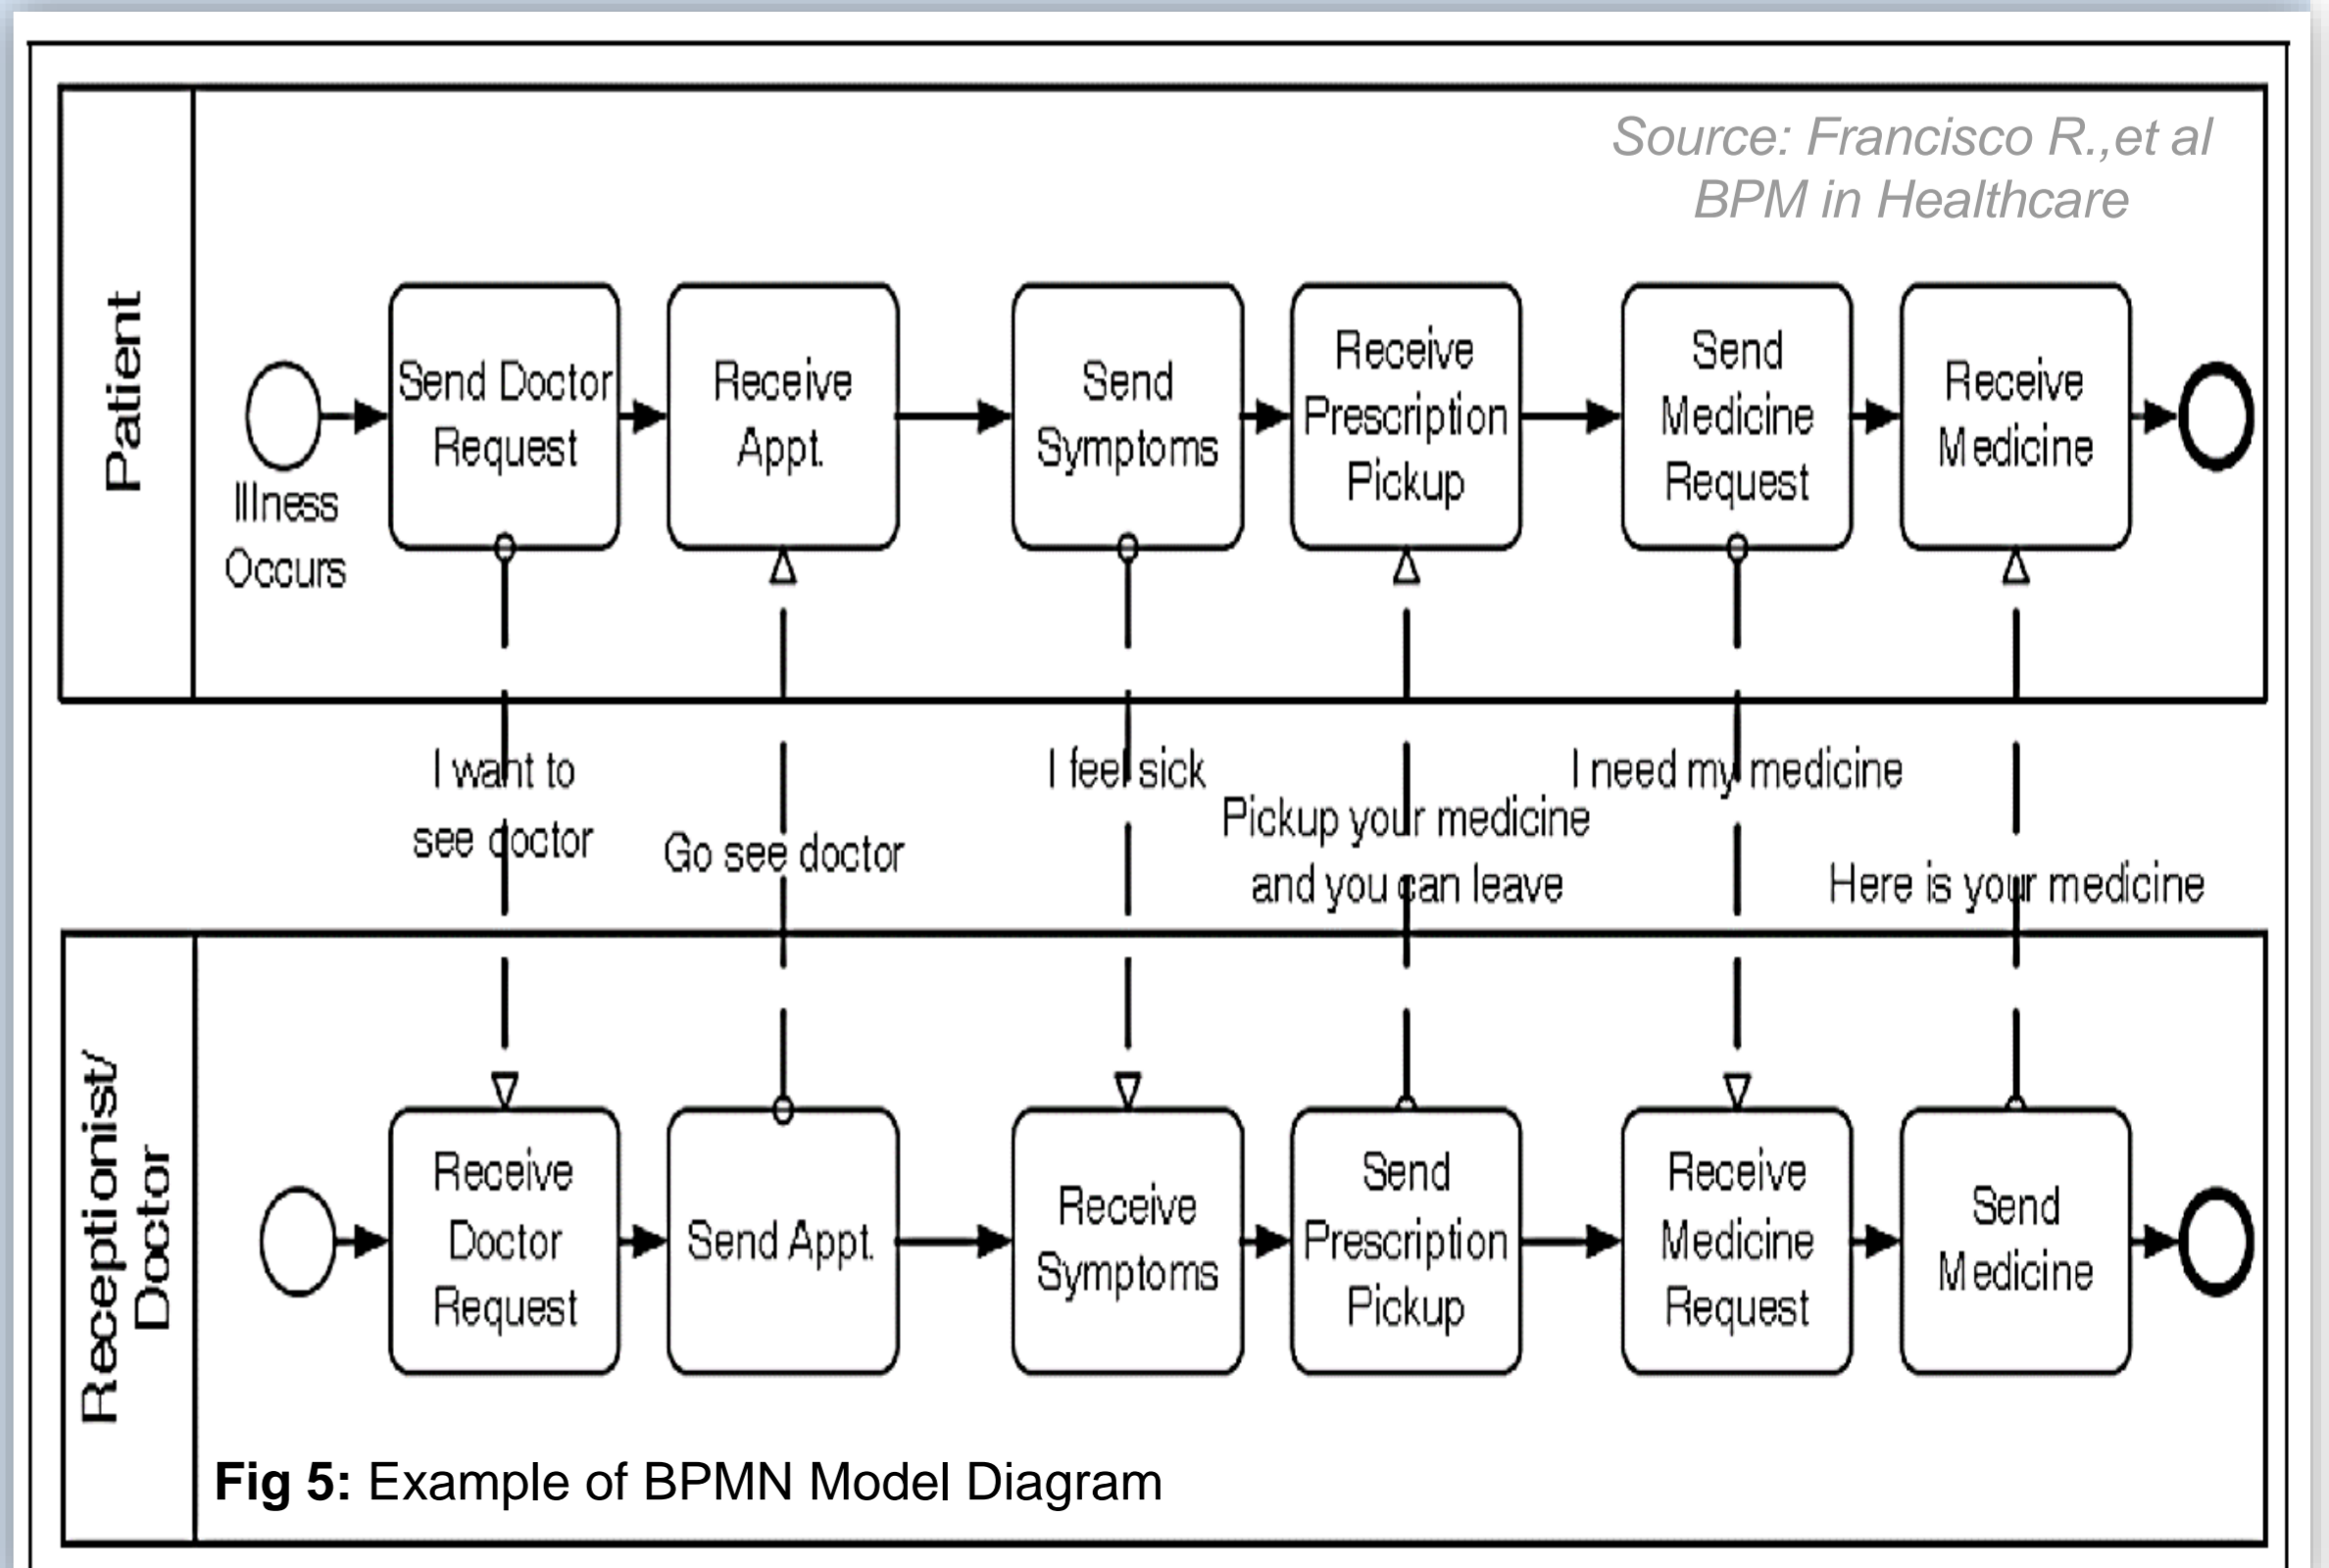 Source: Francisco R.,et al
BPM in Healthcare
Patient
Illness
Occurs
Send Doctor
Request
Receive
Appt.
Send
Symptoms
Receive
Prescription
Pickup
Send
Medicine
Request
Receive
Medicine
I want to
see doctor
Go see doctor
I feel sick
Pickup your medicine
and you can leave
I need my medicine
Here is your medicine
Receptionist/
Doctor
Receive
Doctor
Request
Send Appt.
Receive
Symptoms
Send
Prescription
Pickup
Receive
Medicine
Request
Send
Medicine
Fig 5: Example of BPMN Model Diagram